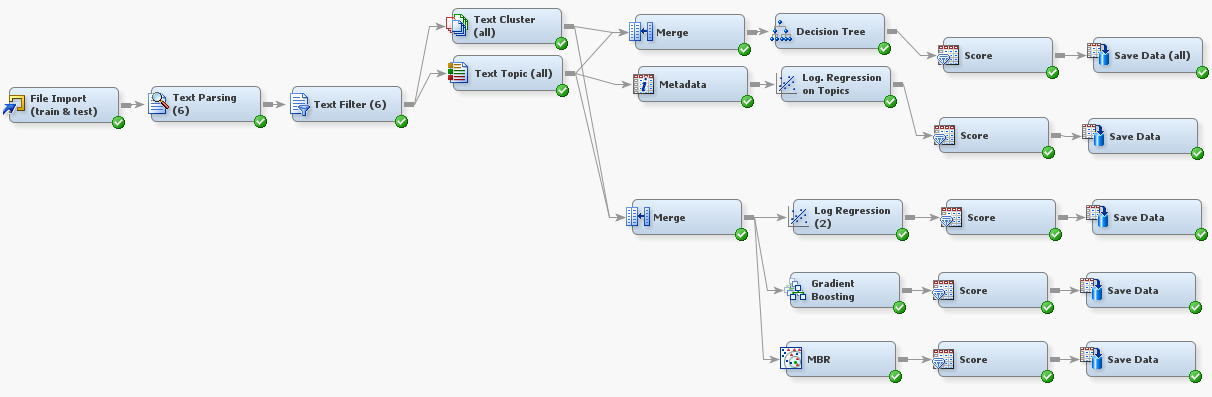 File Import
(train & test)
Text Parsing
(6)
Text Filter (6)
Text Cluster
(all)
Text Topic (all)
Merge
Decision Tree
Score
Save Data (all)
Metadata
Log. Regression
on Topics
Score
Save Data
Merge
Log Regression
(2)
Score
Save Data
Gradient
Boosting
Score
Save Data
MBR
Score
Save Data